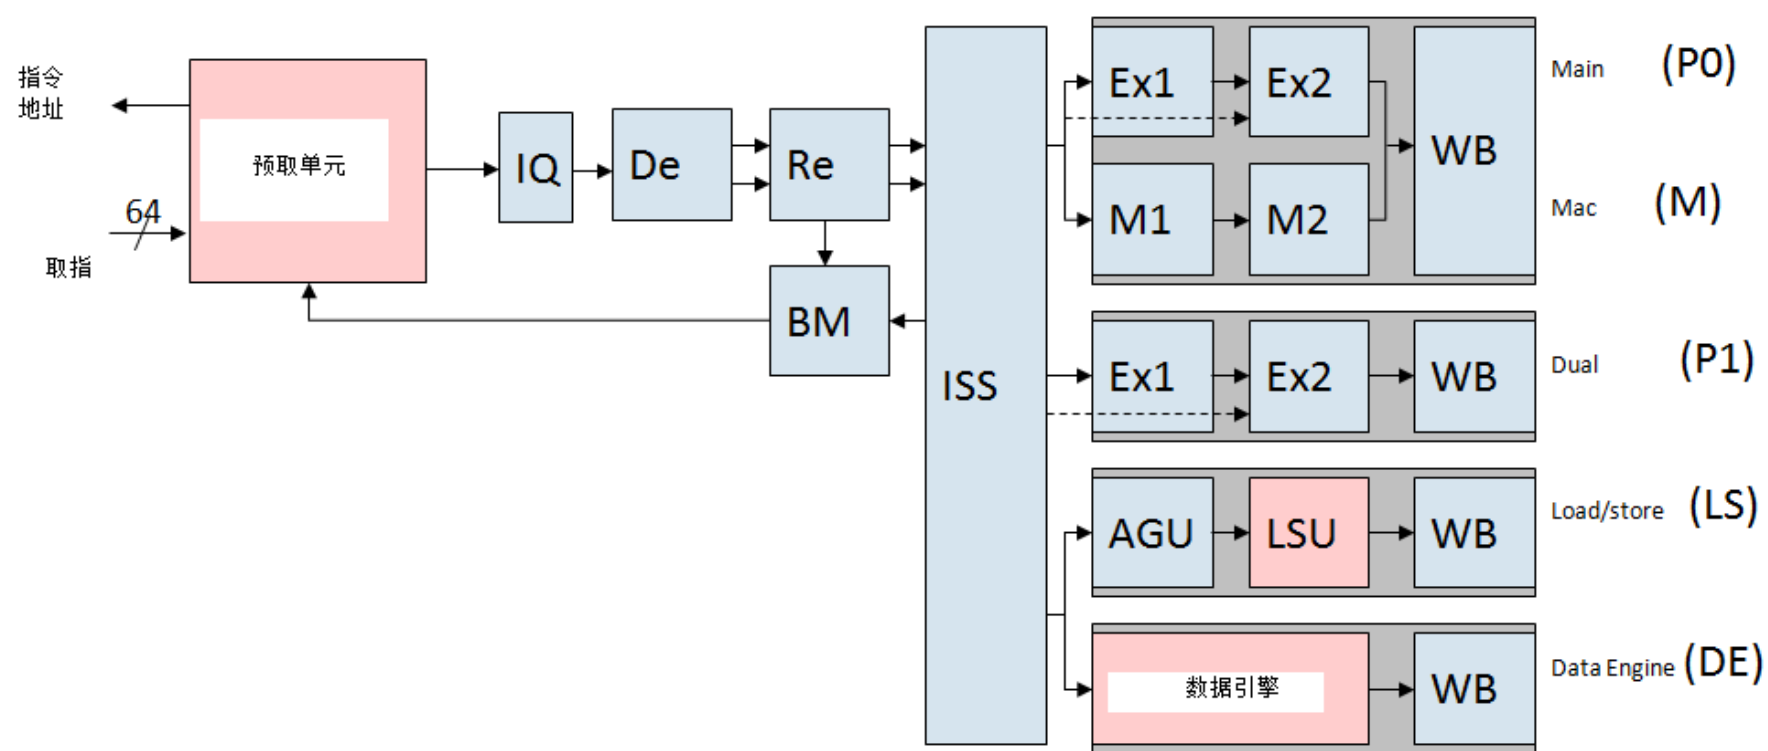 指令
地址
预取单元
64
取指
IQ
De
Re
BM
ISS
Ex1
Ex2
WB
Main (P0)
M1
M2
Mac (M)
Ex1
Ex2
WB
Dual (P1)
AGU
LSU
WB
Load/store (LS)
数据引擎
WB
Data Engine (DE)